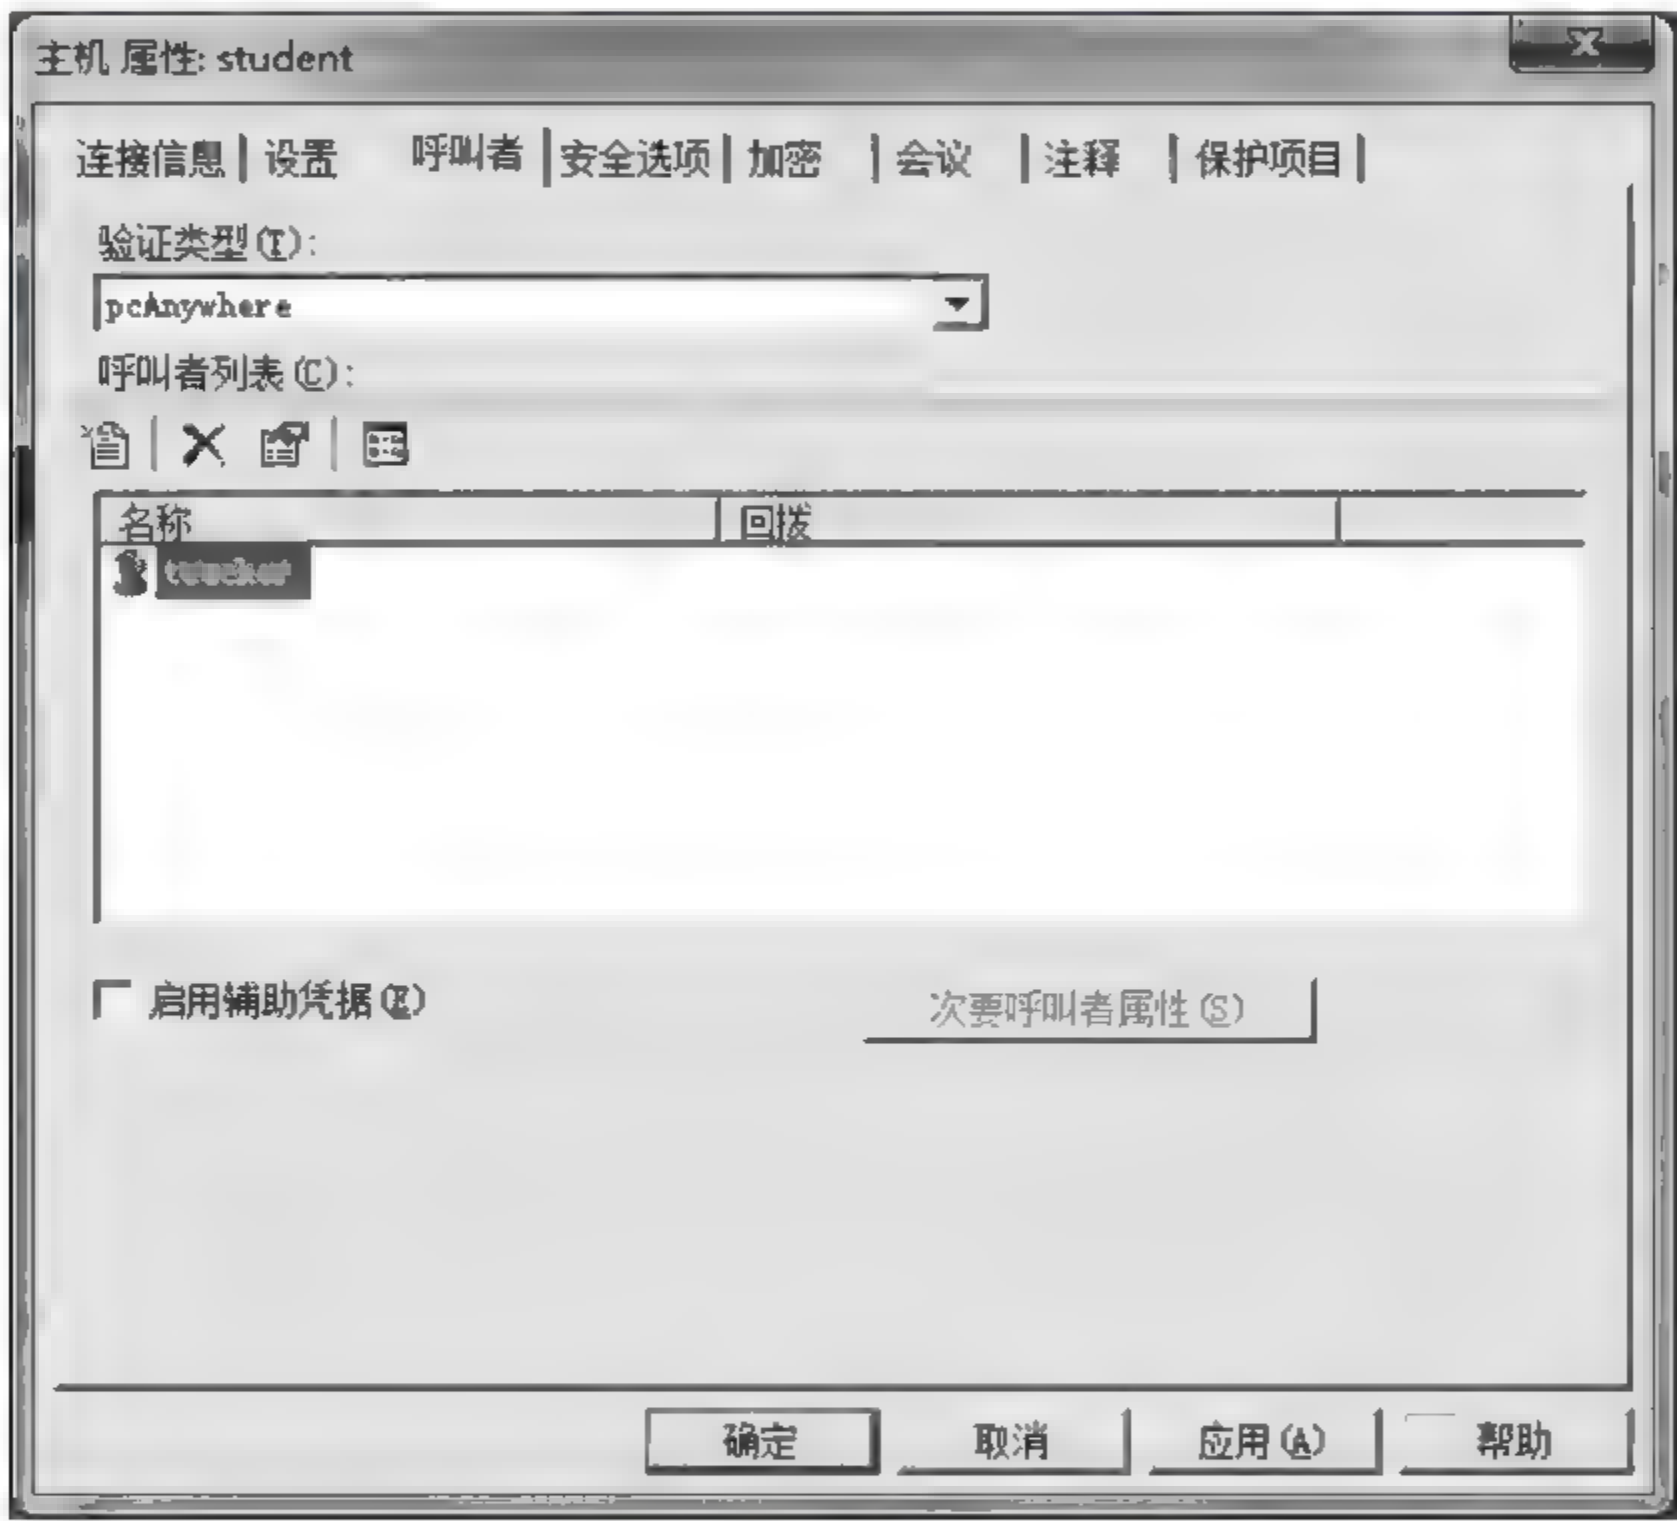 主机 属性: student
连接信息 设置 呼叫者 安全选项 加密 会议 注释 保护项目
验证类型(T):
pcAnywhere
呼叫者列表(C):
名称 回拨
启用辅助凭据(E) 次要呼叫者属性(S)
确定 取消 应用(A) 帮助